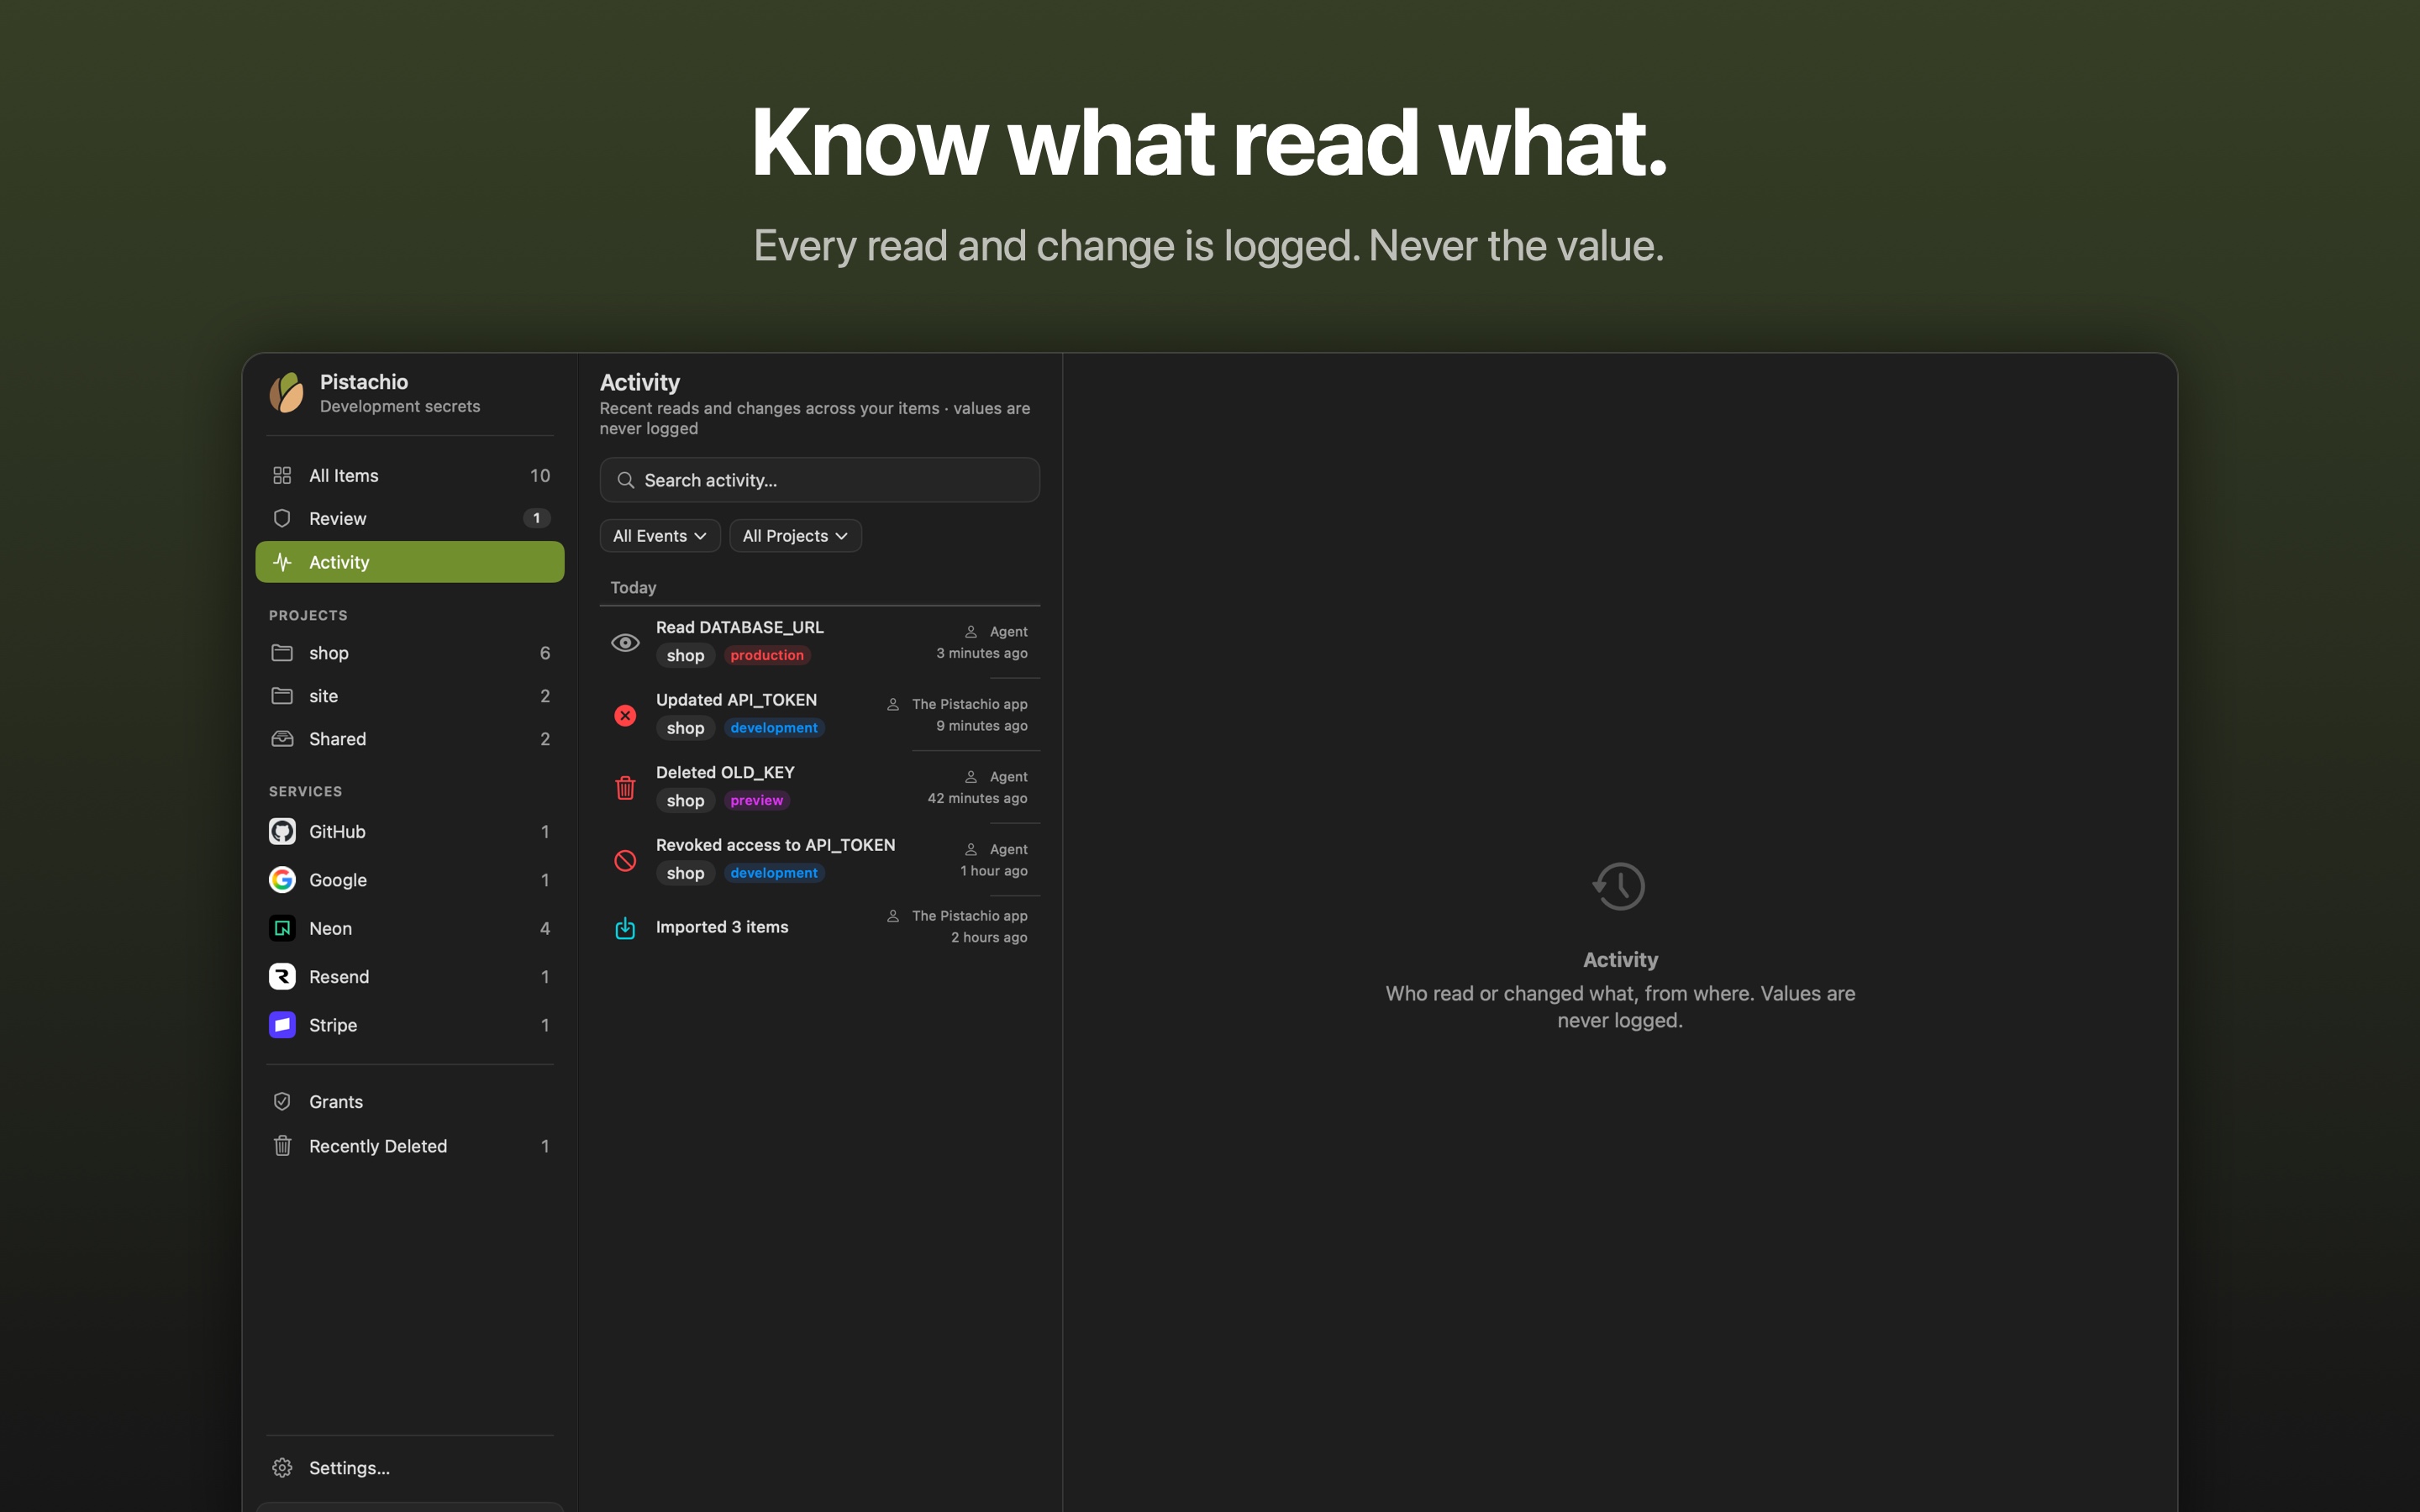 Know what read what.
Every read and change is logged. Never the value.
Pistachio
Development secrets
All Items 10
Review 1
Activity
PROJECTS
shop 6
site 2
Shared 2
SERVICES
GitHub 1
Google 1
Neon 4
Resend 1
Stripe 1
Grants
Recently Deleted 1
Settings...
Activity
Recent reads and changes across your items · values are
never logged
Search activity...
All Events All Projects
Today
Read DATABASE_URL Agent
shop production 3 minutes ago
Updated API_TOKEN The Pistachio app
shop development 9 minutes ago
Deleted OLD_KEY Agent
shop preview 42 minutes ago
Revoked access to API_TOKEN Agent
shop development 1 hour ago
Imported 3 items The Pistachio app
2 hours ago
Activity
Who read or changed what, from where. Values are
never logged.